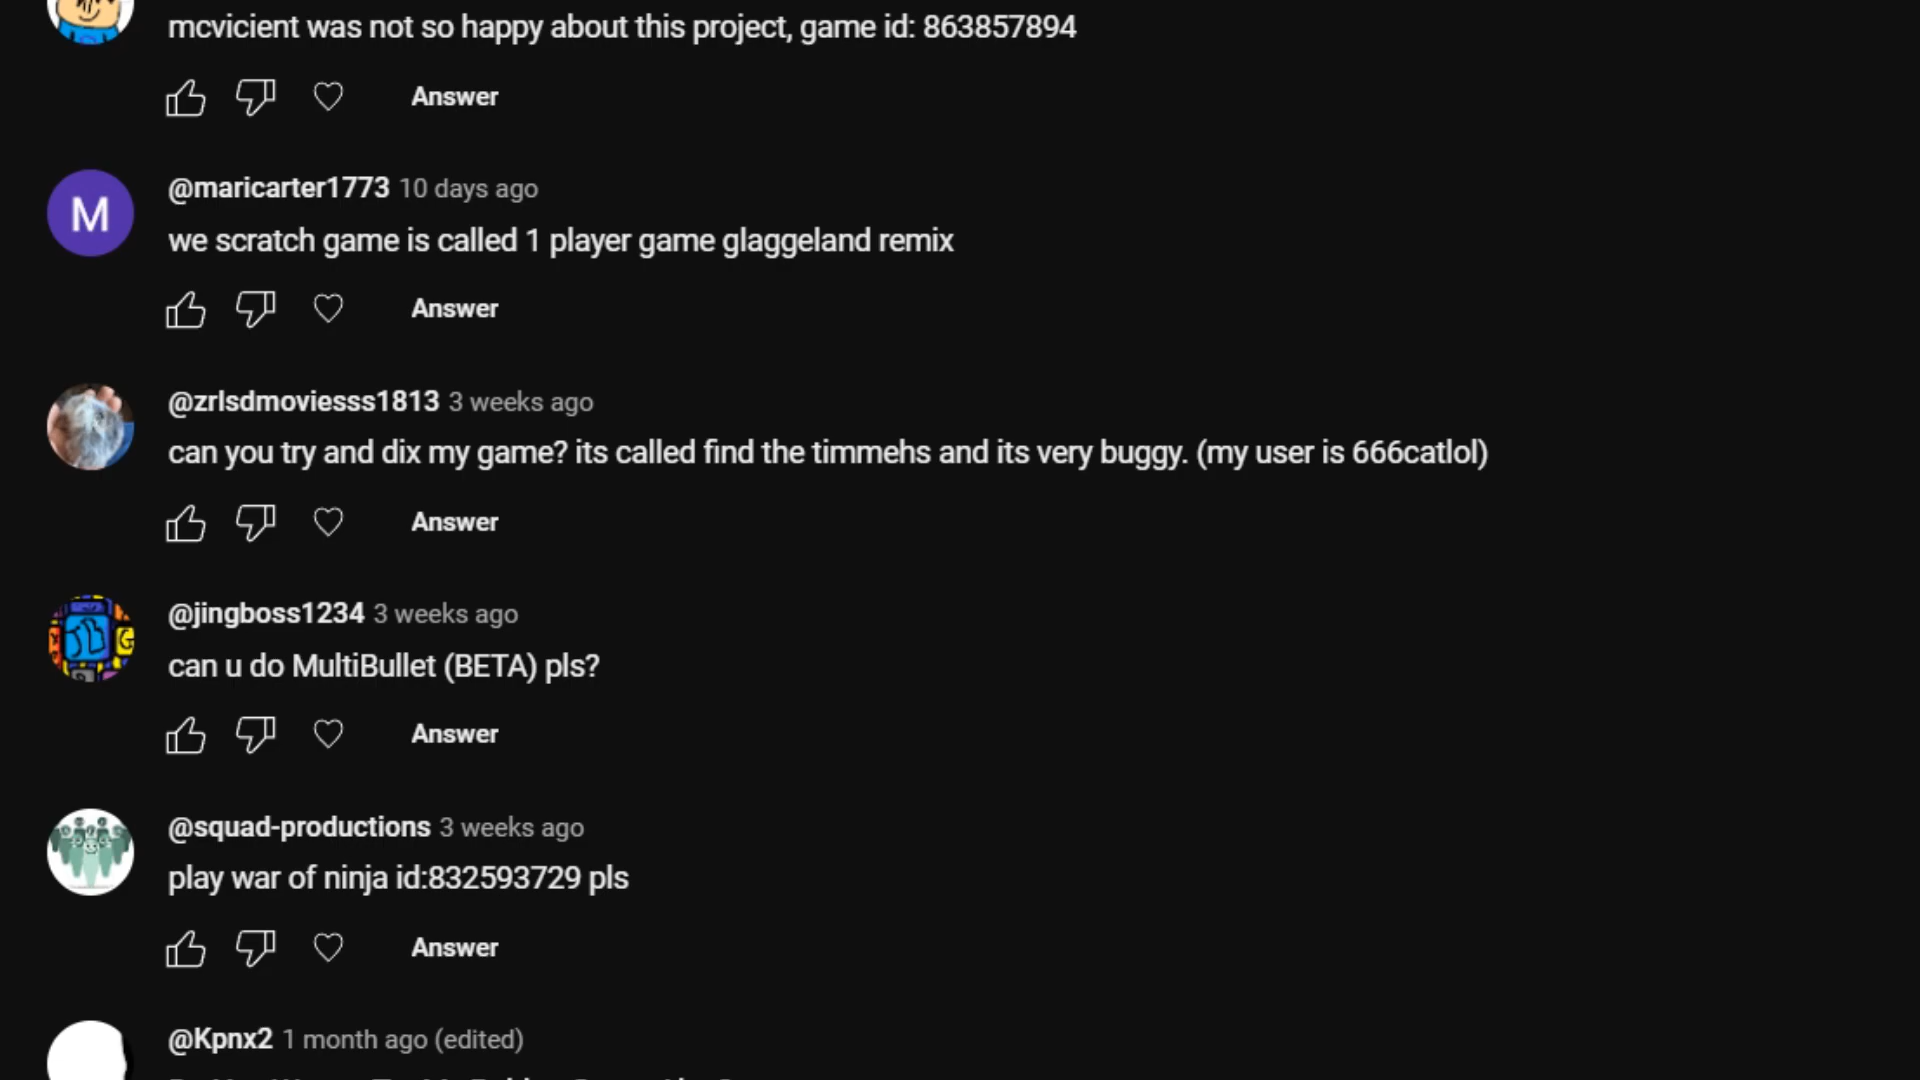 mcvicient was not so happy about this project, game id: 863857894
Answer
M
@maricarter1773 10 days ago
we scratch game is called 1 player game glaggeland remix
Answer
@zrlsdmoviesss1813 3 weeks ago
can you try and dix my game? its called find the timmehs and its very buggy. (my user is 666catlol)
Answer
@jingboss1234 3 weeks ago
can u do MultiBullet (BETA) pls?
Answer
@squad-productions 3 weeks ago
play war of ninja id:832593729 pls
Answer
@Kpnx2 1 month ago (edited)